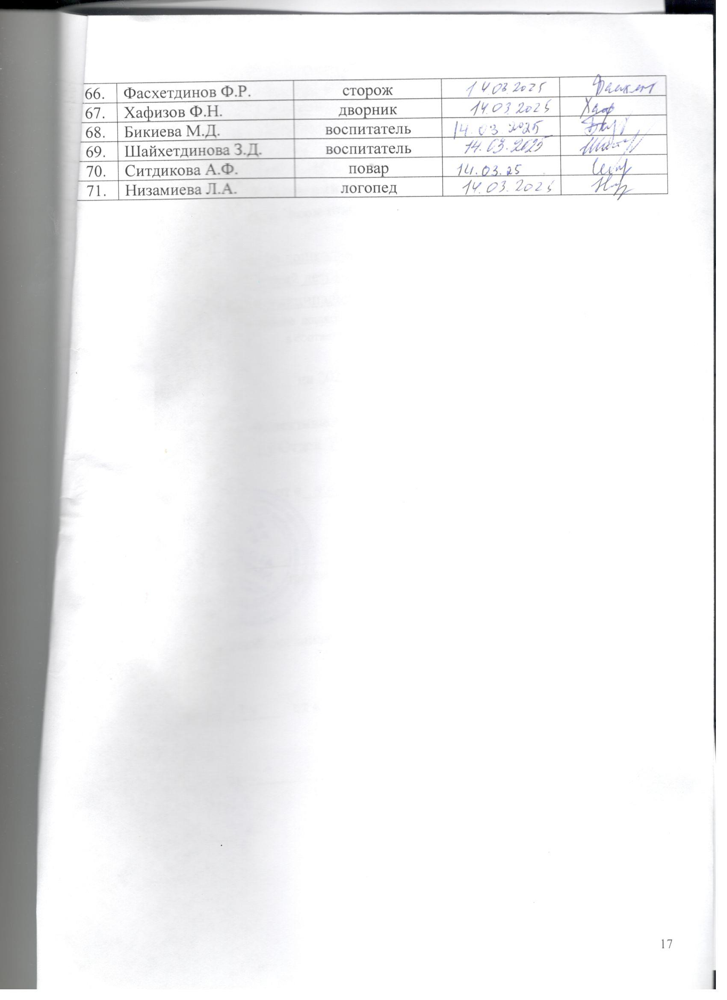 66. Фасхетдинов Ф.Р. сторож 14.03.2025
67. Хафизов Ф.Н. дворник 14.03.2025 Хаф
68. Бикиева М.Д. воспитатель 14.03.2025
69. Шайхетдинова З.Д. воспитатель 14.03.2025
70. Ситдикова А.Ф. повар 14.03.25
71. Низамиева Л.А. логопед 14.03.2025
17